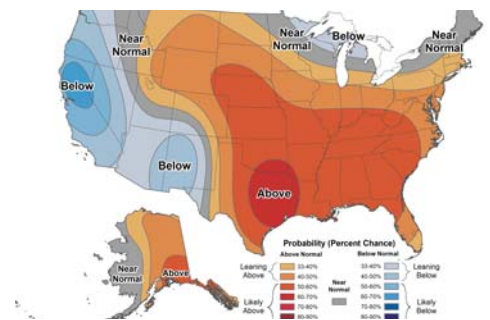 Near
Normal
Near
Normal
Below
Near
Normal
Below
Below
Above
Near
Normal
Above
Probability (Percent Chance)
Above Normal
Below Normal
Leaning
Above
33-40%
40-50%
Near
Normal
33-40%
40-50%
Leaning
Below
Likely
Above
50-60%
60-70%
70-80%
80-90%
50-60%
60-70%
70-80%
80-90%
Likely
Below